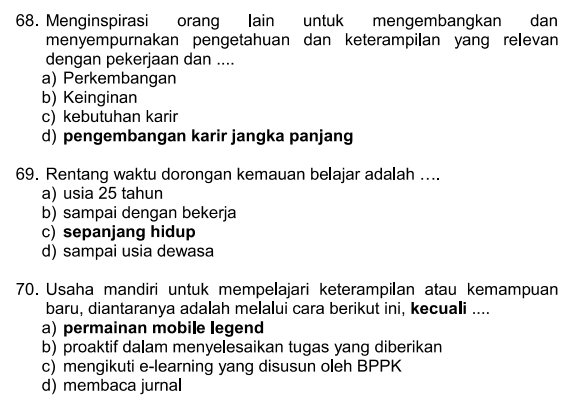 68. Menginspirasi orang lain untuk mengembangkan dan
menyempurnakan pengetahuan dan keterampilan yang relevan
dengan pekerjaan dan ....
a) Perkembangan
b) Keinginan
c) kebutuhan karir
d) pengembangan karir jangka panjang
69. Rentang waktu dorongan kemauan belajar adalah ….
a) usia 25 tahun
b) sampai dengan bekerja
c) sepanjang hidup
d) sampai usia dewasa
70. Usaha mandiri untuk mempelajari keterampilan atau kemampuan
baru, diantaranya adalah melalui cara berikut ini, kecuali ....
a) permainan mobile legend
b) proaktif dalam menyelesaikan tugas yang diberikan
c) mengikuti e-learning yang disusun oleh BPPK
d) membaca jurnal